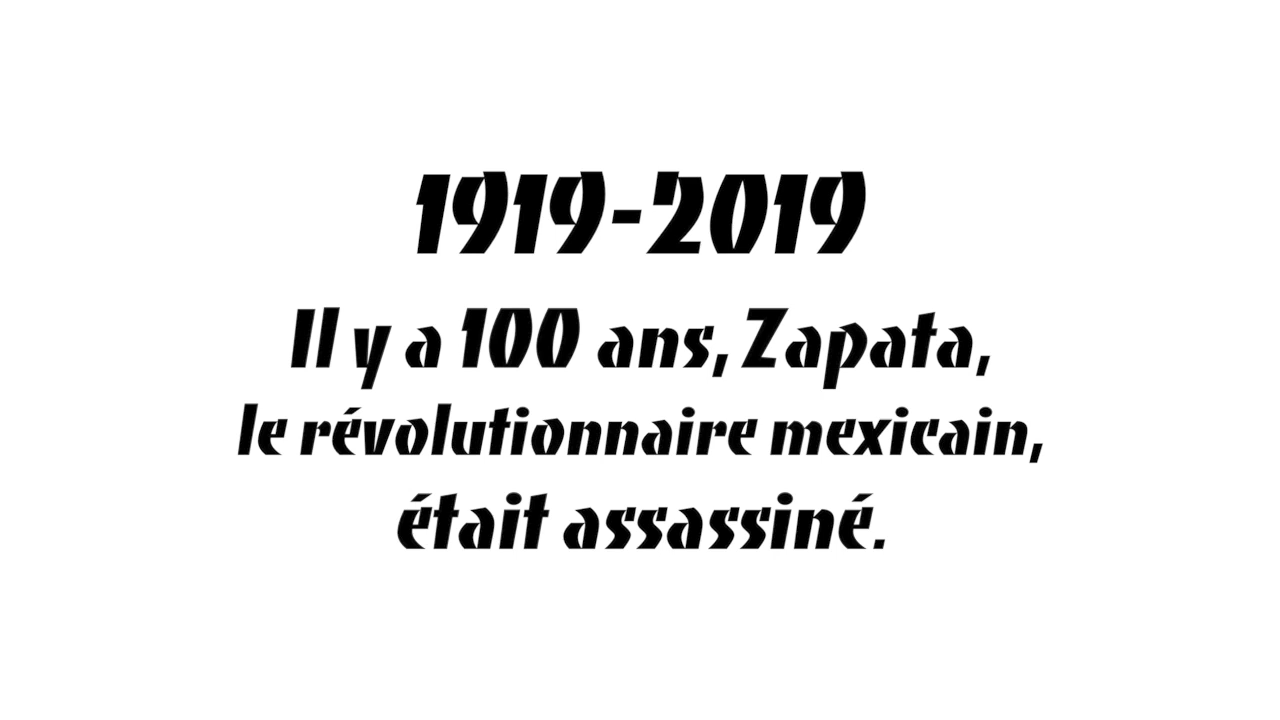 1919-2019
Il y a 100 ans, Zapata,
le révolutionnaire mexicain,
était assassiné.